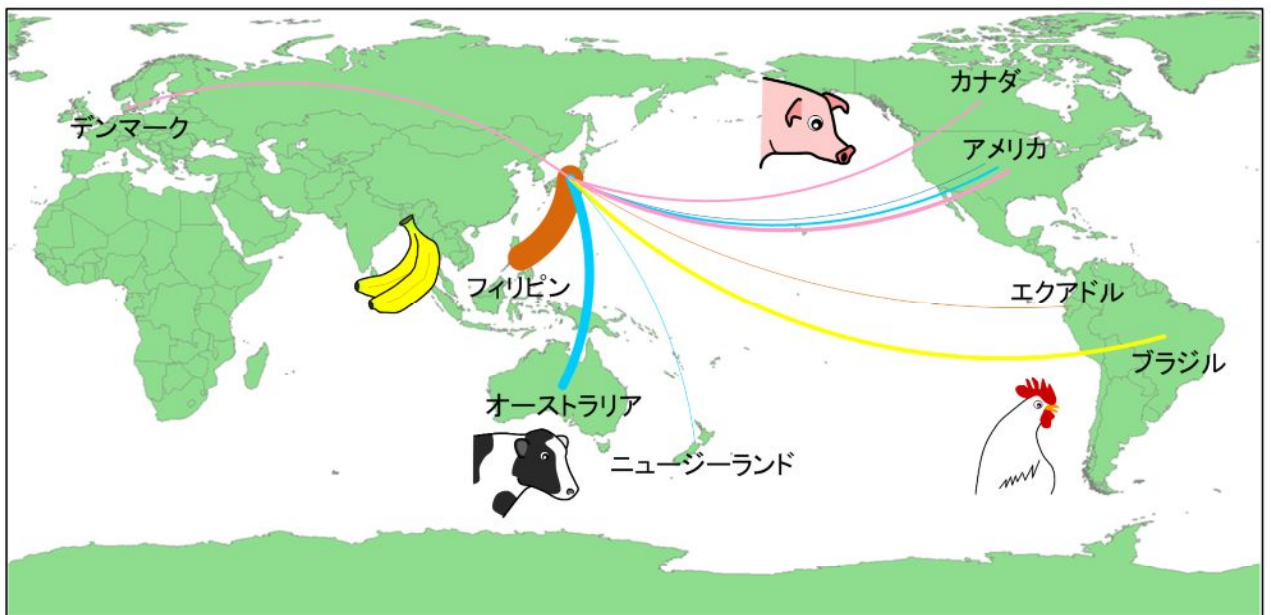 カナダ
デンマーク
アメリカ
フィリピン
エクアドル
ブラジル
オーストラリア
ニュージーランド